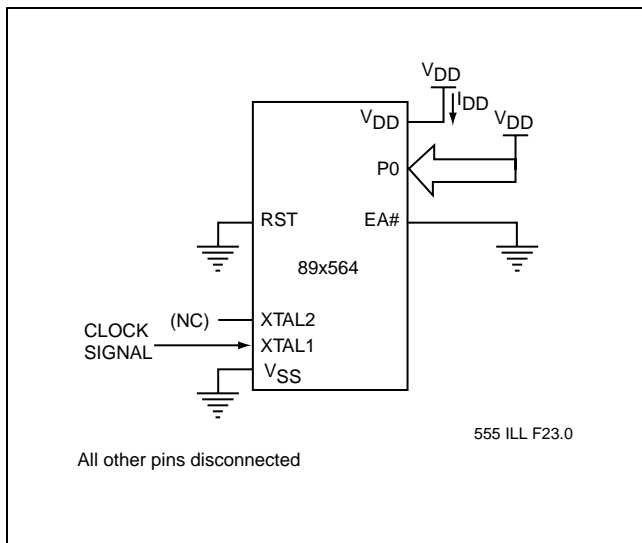 VDD
IDD
VDD
VDD
P0
RST
EA#
89x564
(NC)
XTAL2
CLOCK
SIGNAL
XTAL1
VSS
555 ILL F23.0
All other pins disconnected